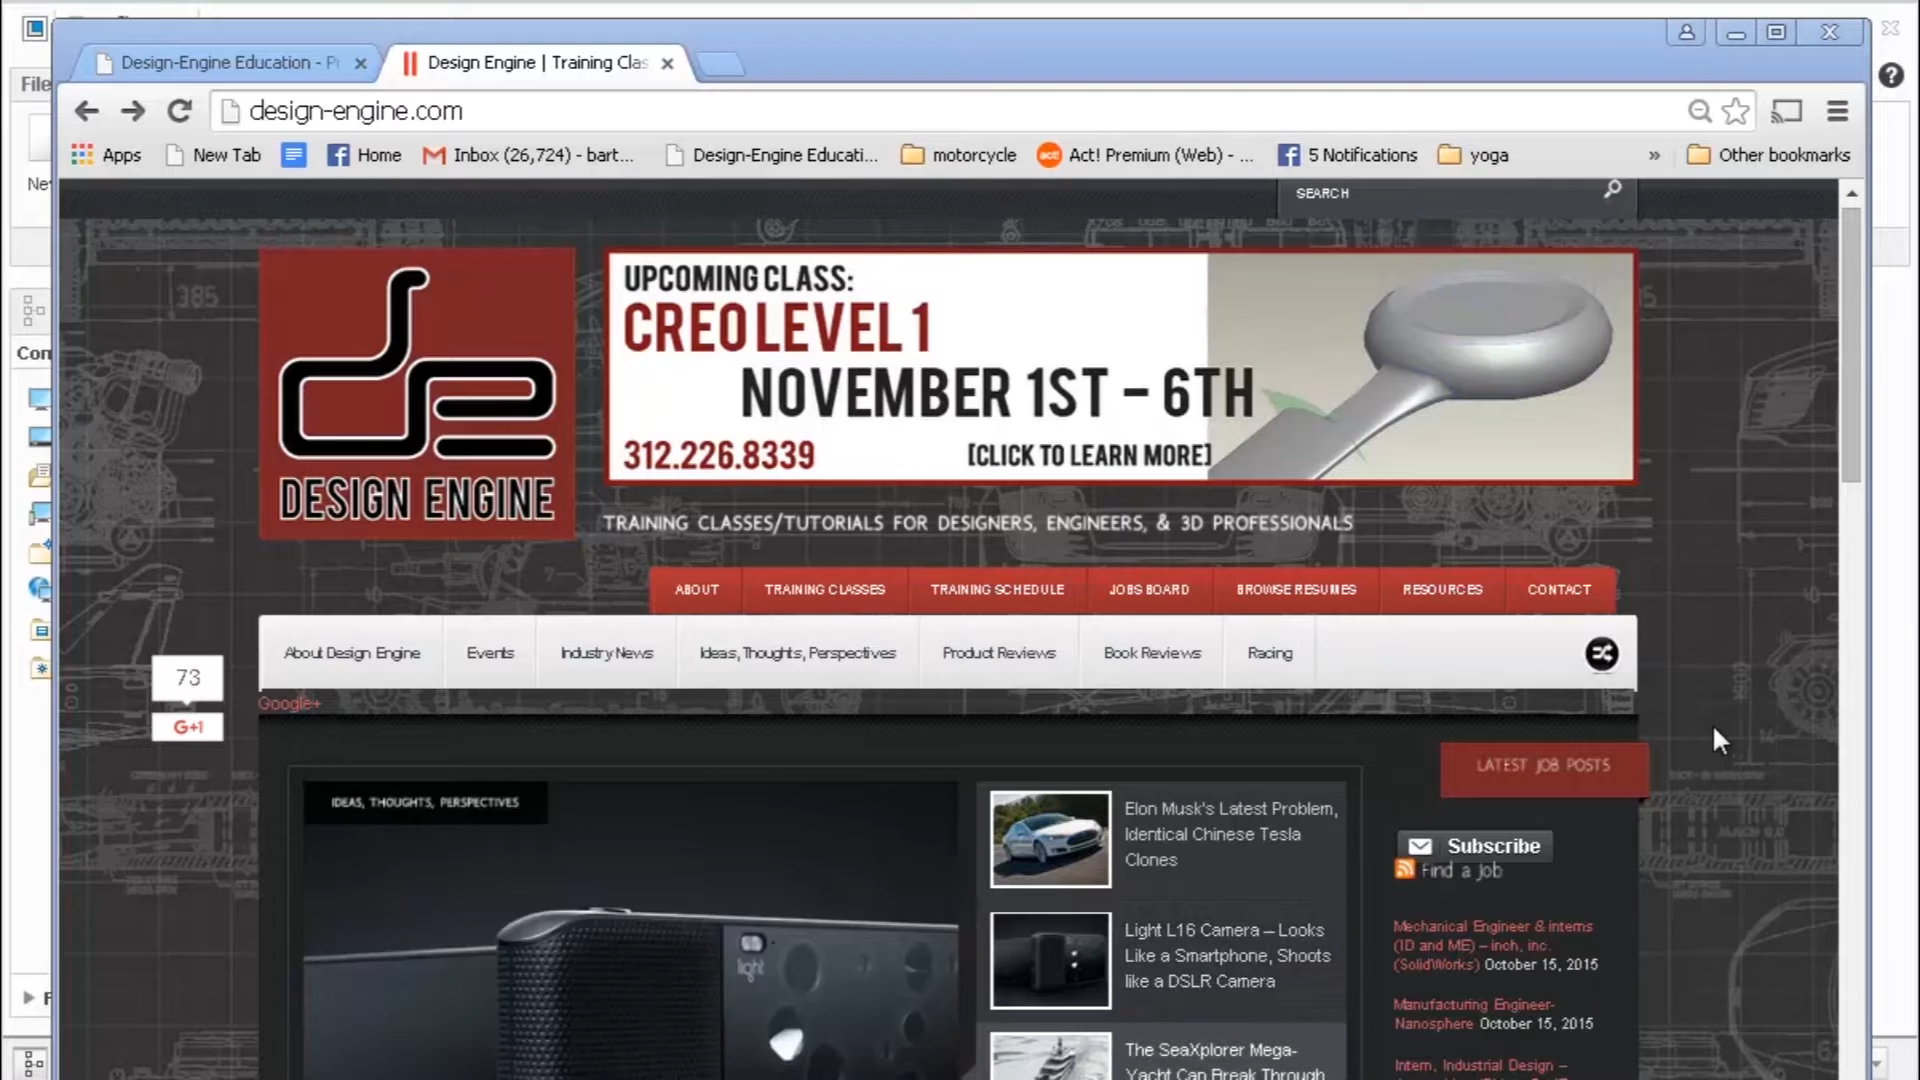 Design-Engine Education - Pr
Design Engine | Training Clas
File
design-engine.com
Apps
New Tab
Home
Inbox (26,724) - bart...
Design-Engine Educati...
motorcycle
Act! Premium (Web) - ...
5 Notifications
yoga
»
Other bookmarks
Ne
SEARCH
385
UPCOMING CLASS:
CREO LEVEL 1
NOVEMBER 1ST - 6TH
312.226.8339
[CLICK TO LEARN MORE]
Con
de
DESIGN ENGINE
TRAINING CLASSES/TUTORIALS FOR DESIGNERS, ENGINEERS, & 3D PROFESSIONALS
ABOUT
TRAINING CLASSES
TRAINING SCHEDULE
JOBS BOARD
BROWSE RESUMES
RESOURCES
CONTACT
About Design Engine
Events
Industry News
Ideas, Thoughts, Perspectives
Product Reviews
Book Reviews
Racing
73
G+1
Google+
IDEAS, THOUGHTS, PERSPECTIVES
light
Elon Musk's Latest Problem,
Identical Chinese Tesla
Clones
Light L16 Camera – Looks
Like a Smartphone, Shoots
like a DSLR Camera
The SeaXplorer Mega-
Yacht Can Break Through
LATEST JOB POSTS
Subscribe
Find a Job
Mechanical Engineer & interns
(ID and ME) – inch, inc.
(SolidWorks) October 15, 2015
Manufacturing Engineer-
Nanosphere October 15, 2015
Intern, Industrial Design –